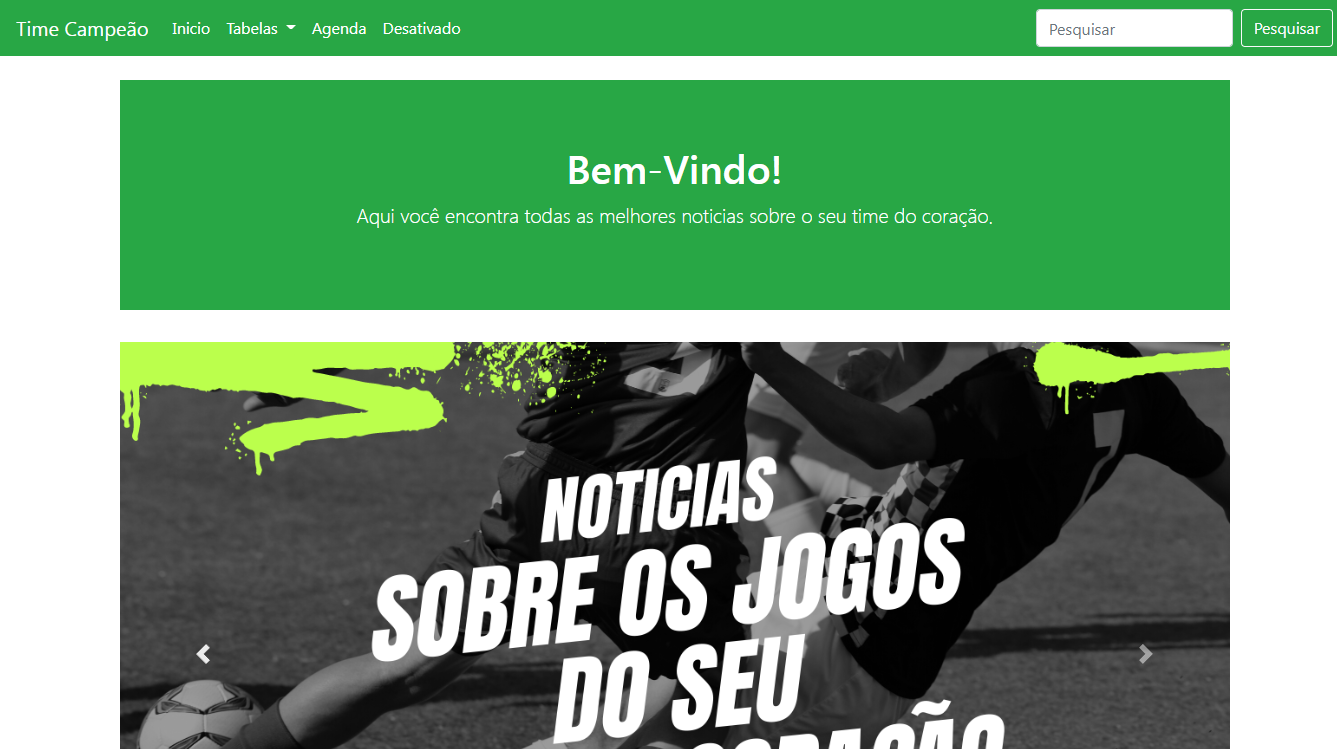 Time Campeão Inicio Tabelas Agenda Desativado Pesquisar Pesquisar
Bem-Vindo!
Aqui você encontra todas as melhores noticias sobre o seu time do coração.
NOTICIAS
SOBRE OS JOGOS
DO SEU
CORAÇÃO